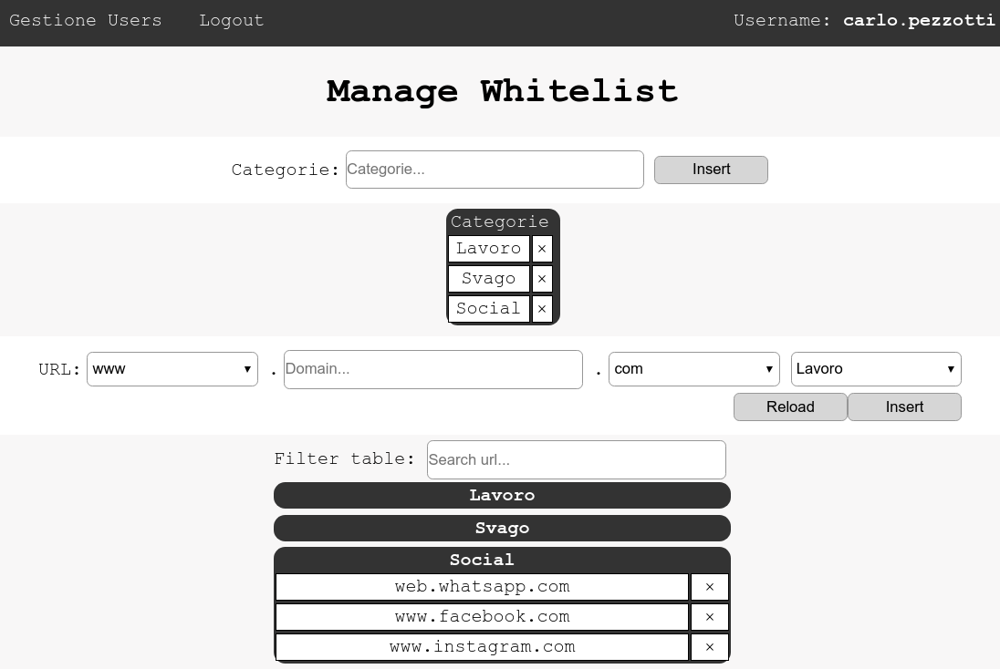 Gestione Users Logout Username: carlo.pezzotti
Manage Whitelist
Categorie: Categorie... Insert
Categorie
Lavoro ×
Svago ×
Social ×
URL: www ▾ . Domain... . com ▾ Lavoro ▾
Reload Insert
Filter table: Search url...
Lavoro
Svago
Social
web.whatsapp.com ×
www.facebook.com ×
www.instagram.com ×